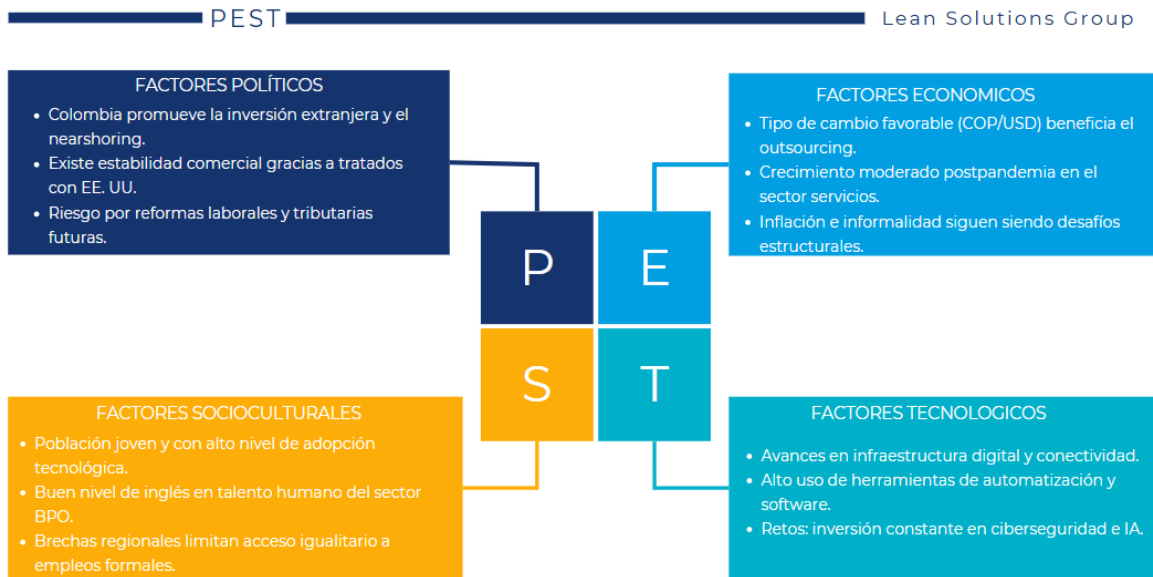 PEST
Lean Solutions Group
FACTORES POLÍTICOS
• Colombia promueve la inversión extranjera y el
nearshoring.
• Existe estabilidad comercial gracias a tratados
con EE. UU.
• Riesgo por reformas laborales y tributarias
futuras.
FACTORES ECONOMICOS
• Tipo de cambio favorable (COP/USD) beneficia el
outsourcing.
• Crecimiento moderado postpandemia en el
sector servicios.
• Inflación e informalidad siguen siendo desafíos
estructurales.
P
E
S
T
FACTORES SOCIOCULTURALES
• Población joven y con alto nivel de adopción
tecnológica.
• Buen nivel de inglés en talento humano del sector
BPO.
• Brechas regionales limitan acceso igualitario a
empleos formales.
FACTORES TECNOLOGICOS
• Avances en infraestructura digital y conectividad.
• Alto uso de herramientas de automatización y
software.
• Retos: inversión constante en ciberseguridad e IA.